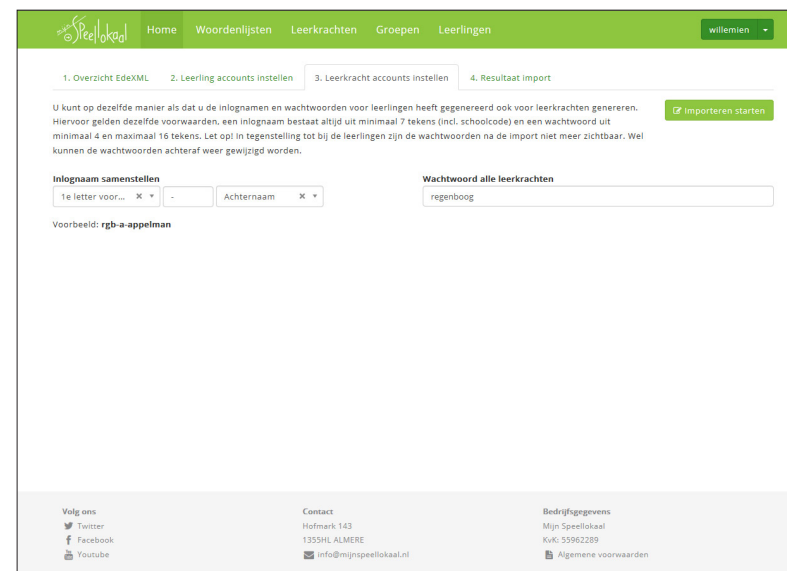 mijn Speellokaal Home Woordenlijsten Leerkrachten Groepen Leerlingen willemien
1. Overzicht EdeXML 2. Leerling accounts instellen 3. Leerkracht accounts instellen 4. Resultaat import
U kunt op dezelfde manier als dat u de inlognamen en wachtwoorden voor leerlingen heeft gegenereerd ook voor leerkrachten genereren.
Hiervoor gelden dezelfde voorwaarden, een inlognaam bestaat altijd uit minimaal 7 tekens (incl. schoolcode) en een wachtwoord uit
minimaal 4 en maximaal 16 tekens. Let op! In tegenstelling tot bij de leerlingen zijn de wachtwoorden na de import niet meer zichtbaar. Wel
kunnen de wachtwoorden achteraf weer gewijzigd worden.
Importeren starten
Inlognaam samenstellen
1e letter voor... × - Achternaam ×
Voorbeeld: rgb-a-appelman
Wachtwoord alle leerkrachten
regenboog
Volg ons
Twitter
Facebook
Youtube
Contact
Hofmark 143
1355HL ALMERE
info@mijnspeellokaal.nl
Bedrijfsgegevens
Mijn Speellokaal
KvK: 55962289
Algemene voorwaarden